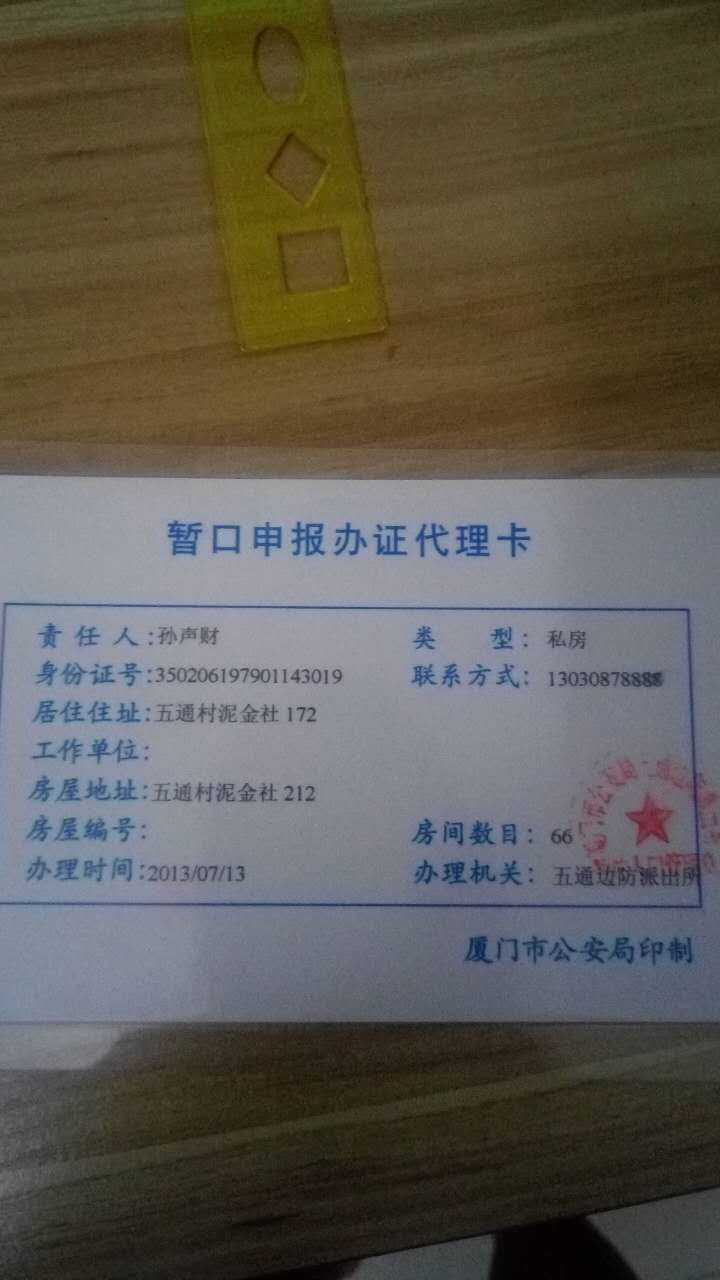 暂口申报办证代理卡
责任人:孙声财 类 型:私房
身份证号:350206197901143019 联系方式:13030878888
居住住址:五通村泥金社 172
工作单位:
房屋地址:五通村泥金社 212
房屋编号: 房间数目:66
办理时间:2013/07/13 办理机关:五通边防派出所
厦门市公安局印制